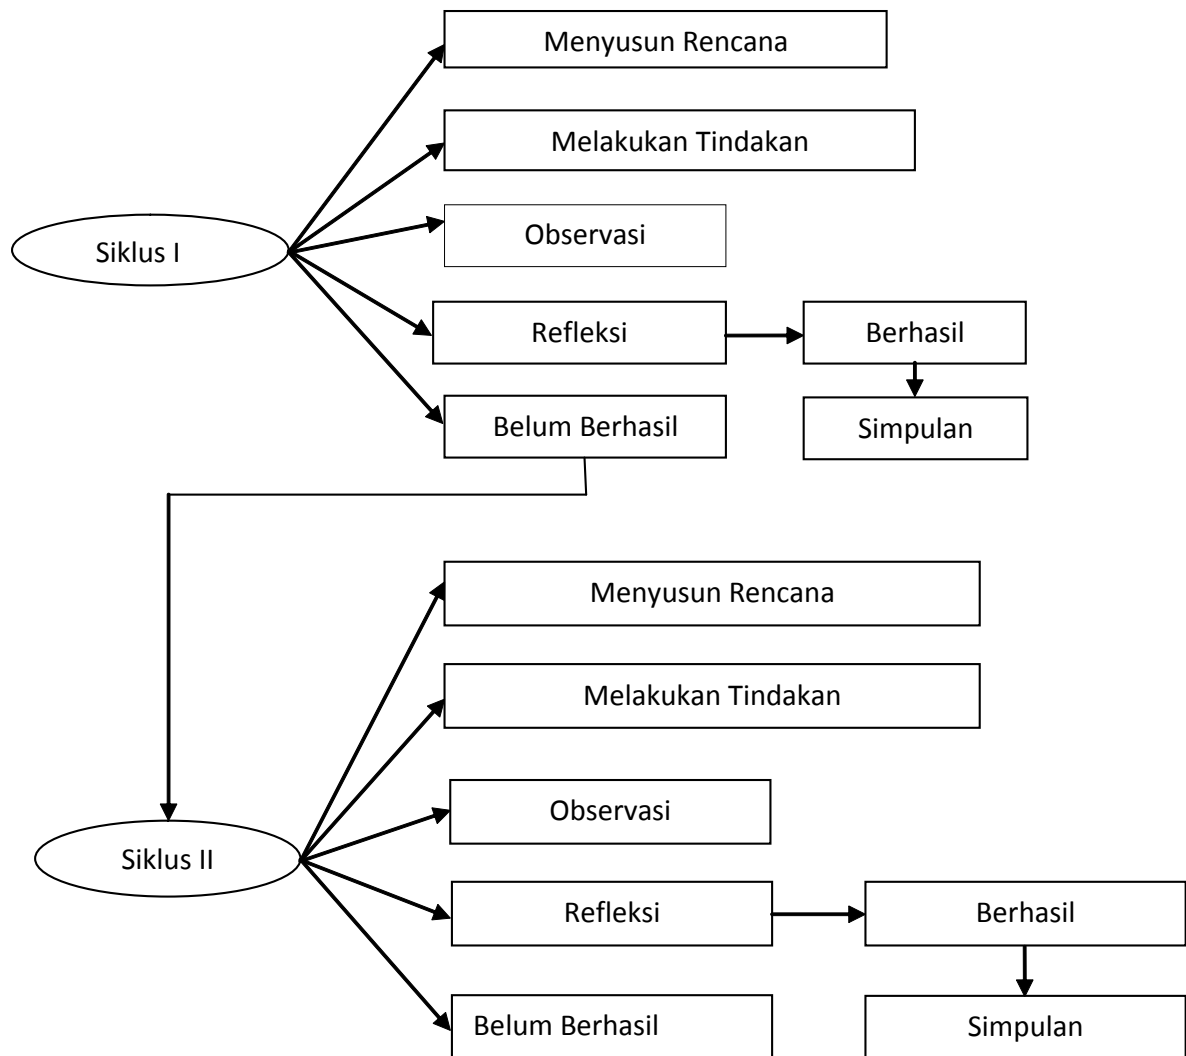 Menyusun Rencana
Melakukan Tindakan
Observasi
Siklus I
Refleksi
Berhasil
Belum Berhasil
Simpulan
Menyusun Rencana
Melakukan Tindakan
Observasi
Siklus II
Refleksi
Berhasil
Belum Berhasil
Simpulan